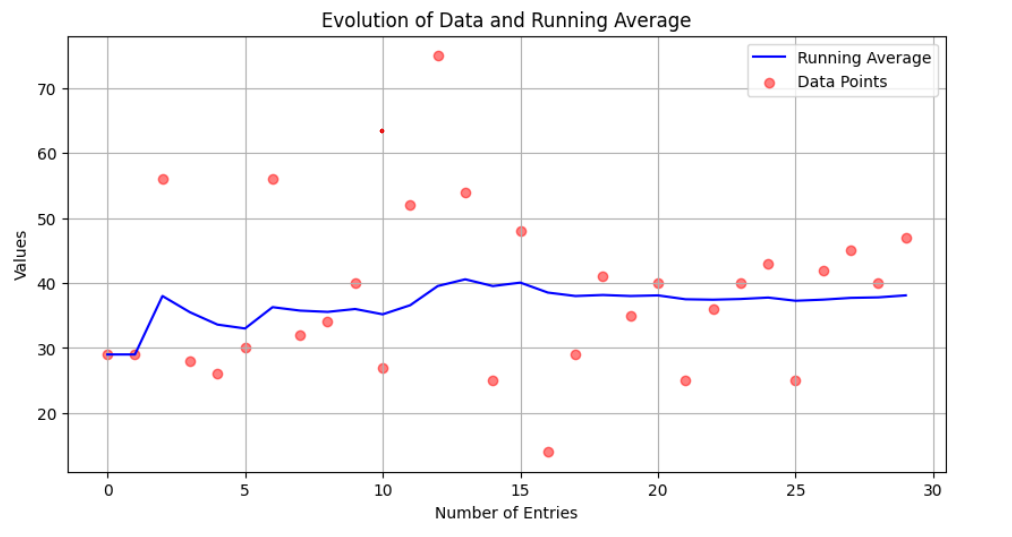 Evolution of Data and Running Average
Running Average
Data Points
Values
70
60
50
40
30
20
0 5 10 15 20 25 30
Number of Entries